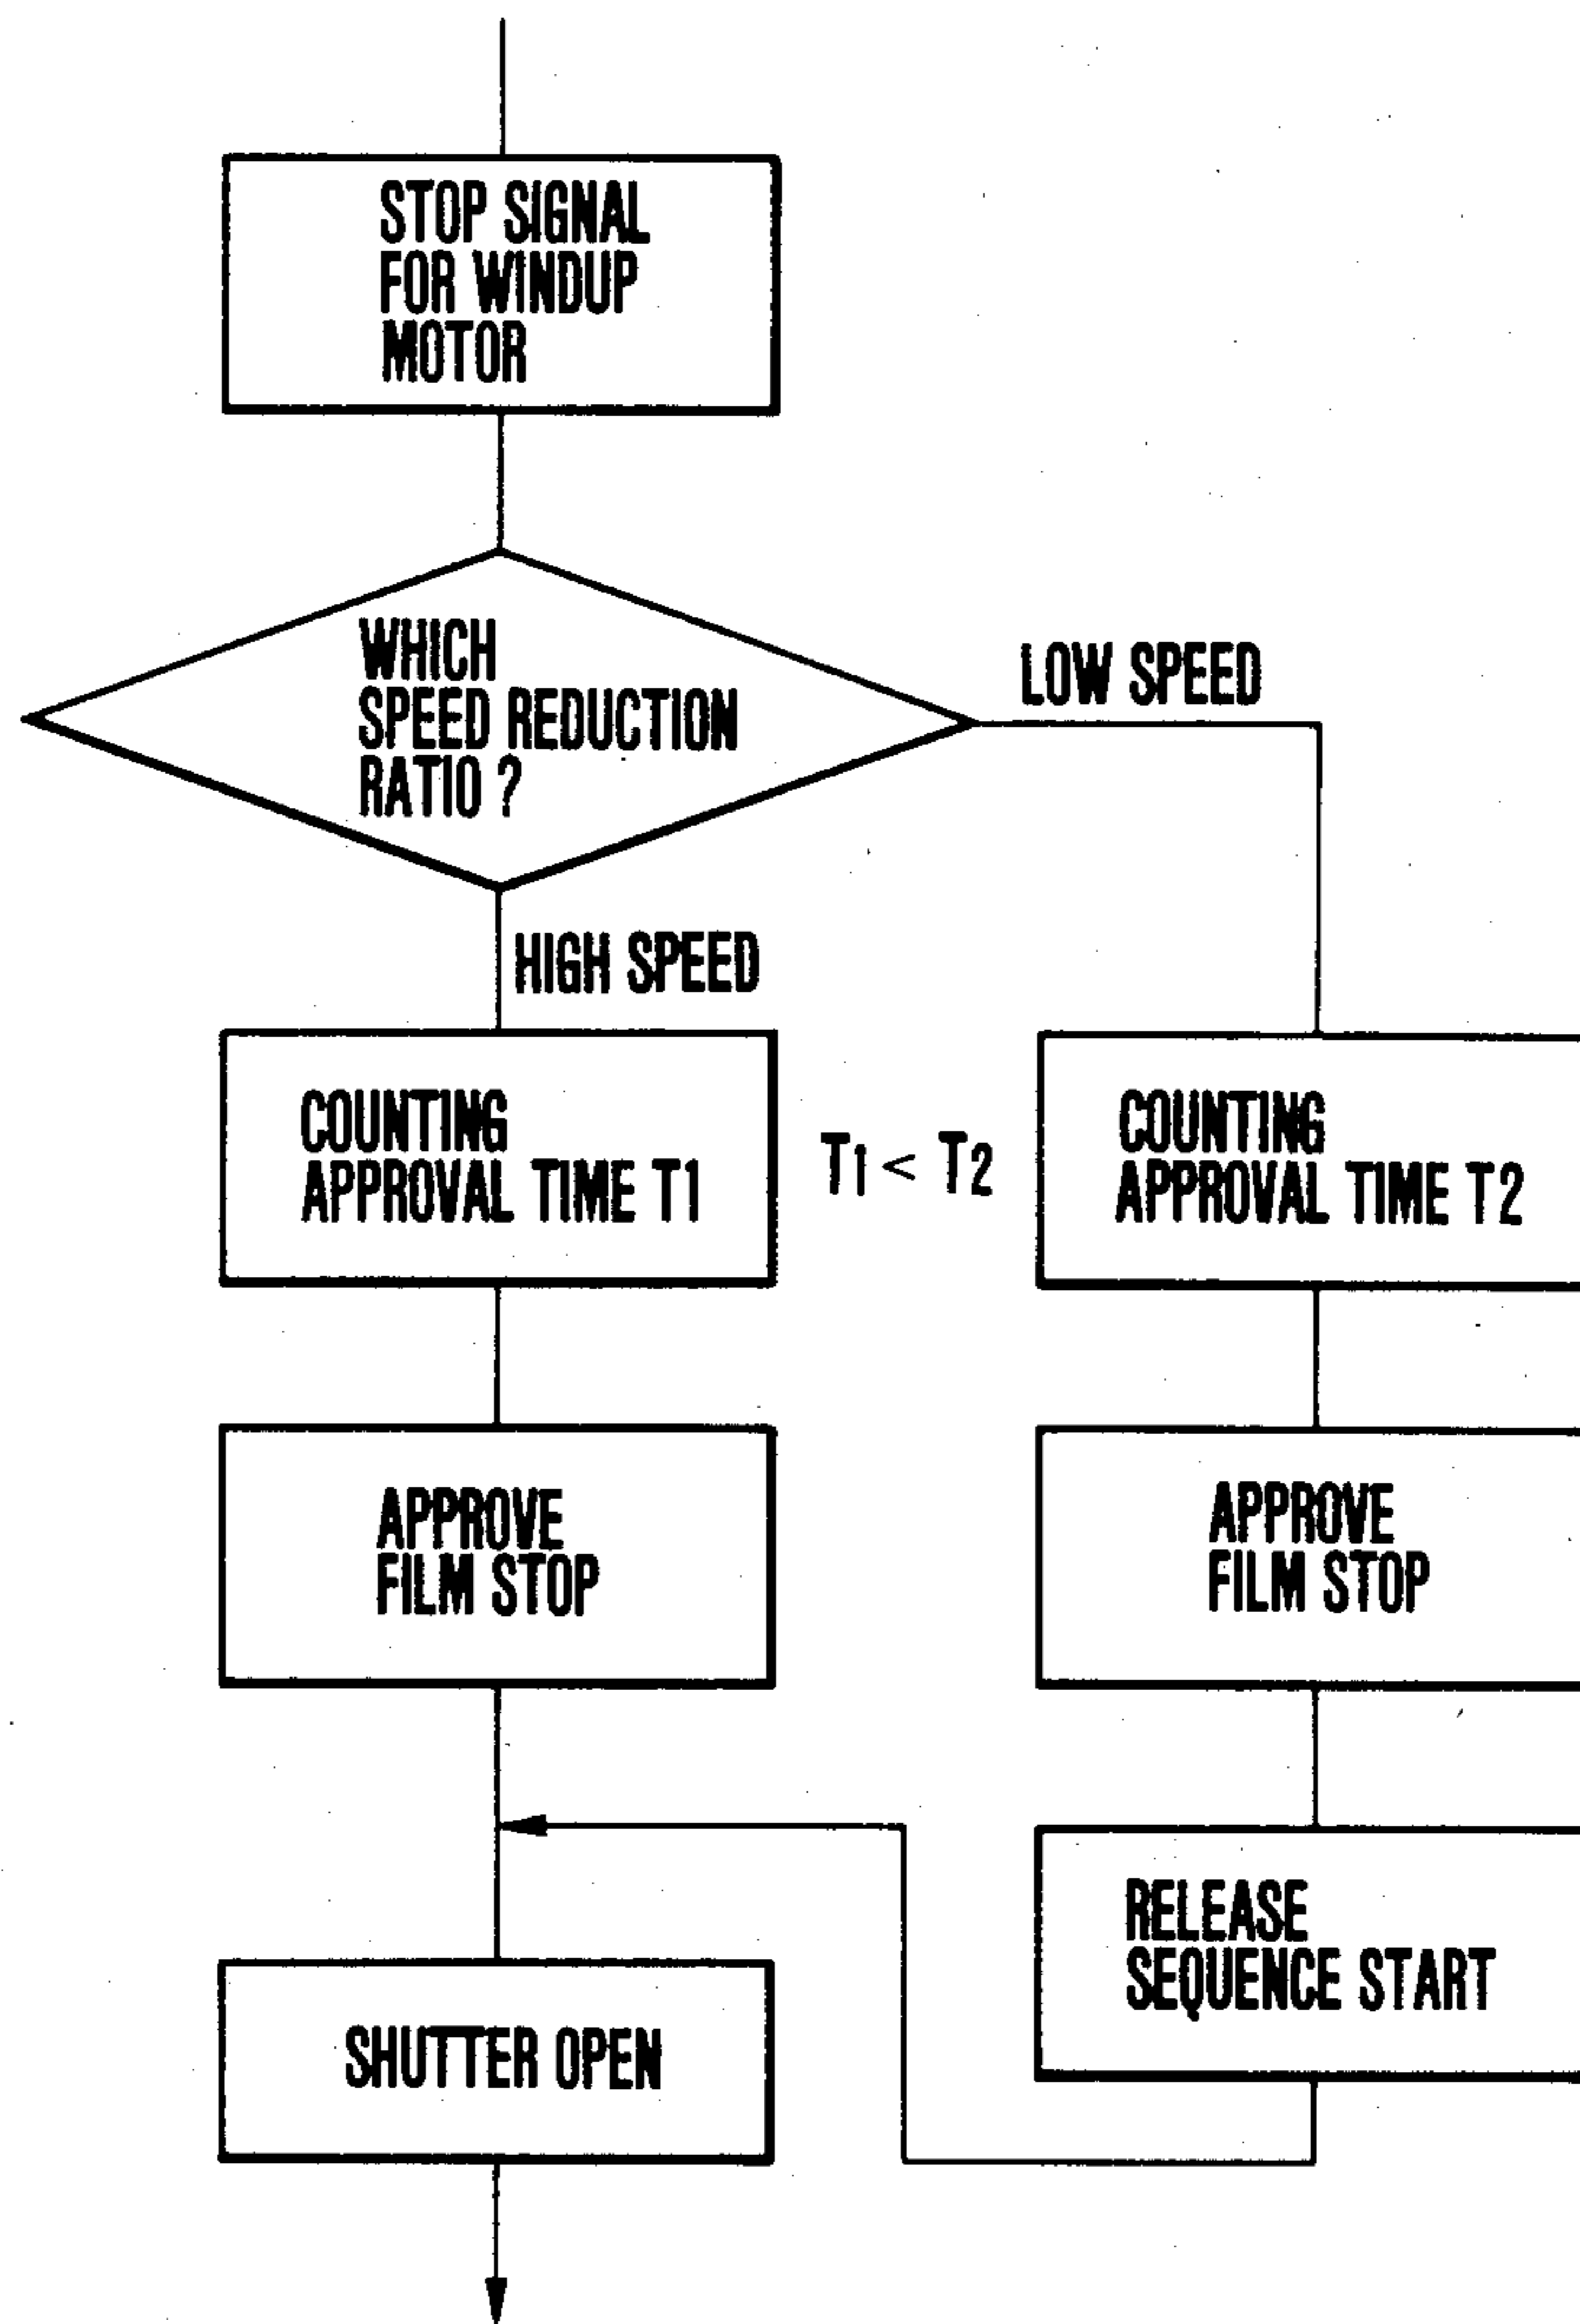 STOP SIGNAL
FOR WINDUP
MOTOR
WHICH
SPEED REDUCTION
RATIO ?
LOW SPEED
HIGH SPEED
COUNTING
APPROVAL TIME T1
T1 < T2
COUNTING
APPROVAL TIME T2
APPROVE
FILM STOP
APPROVE
FILM STOP
RELEASE
SEQUENCE START
SHUTTER OPEN